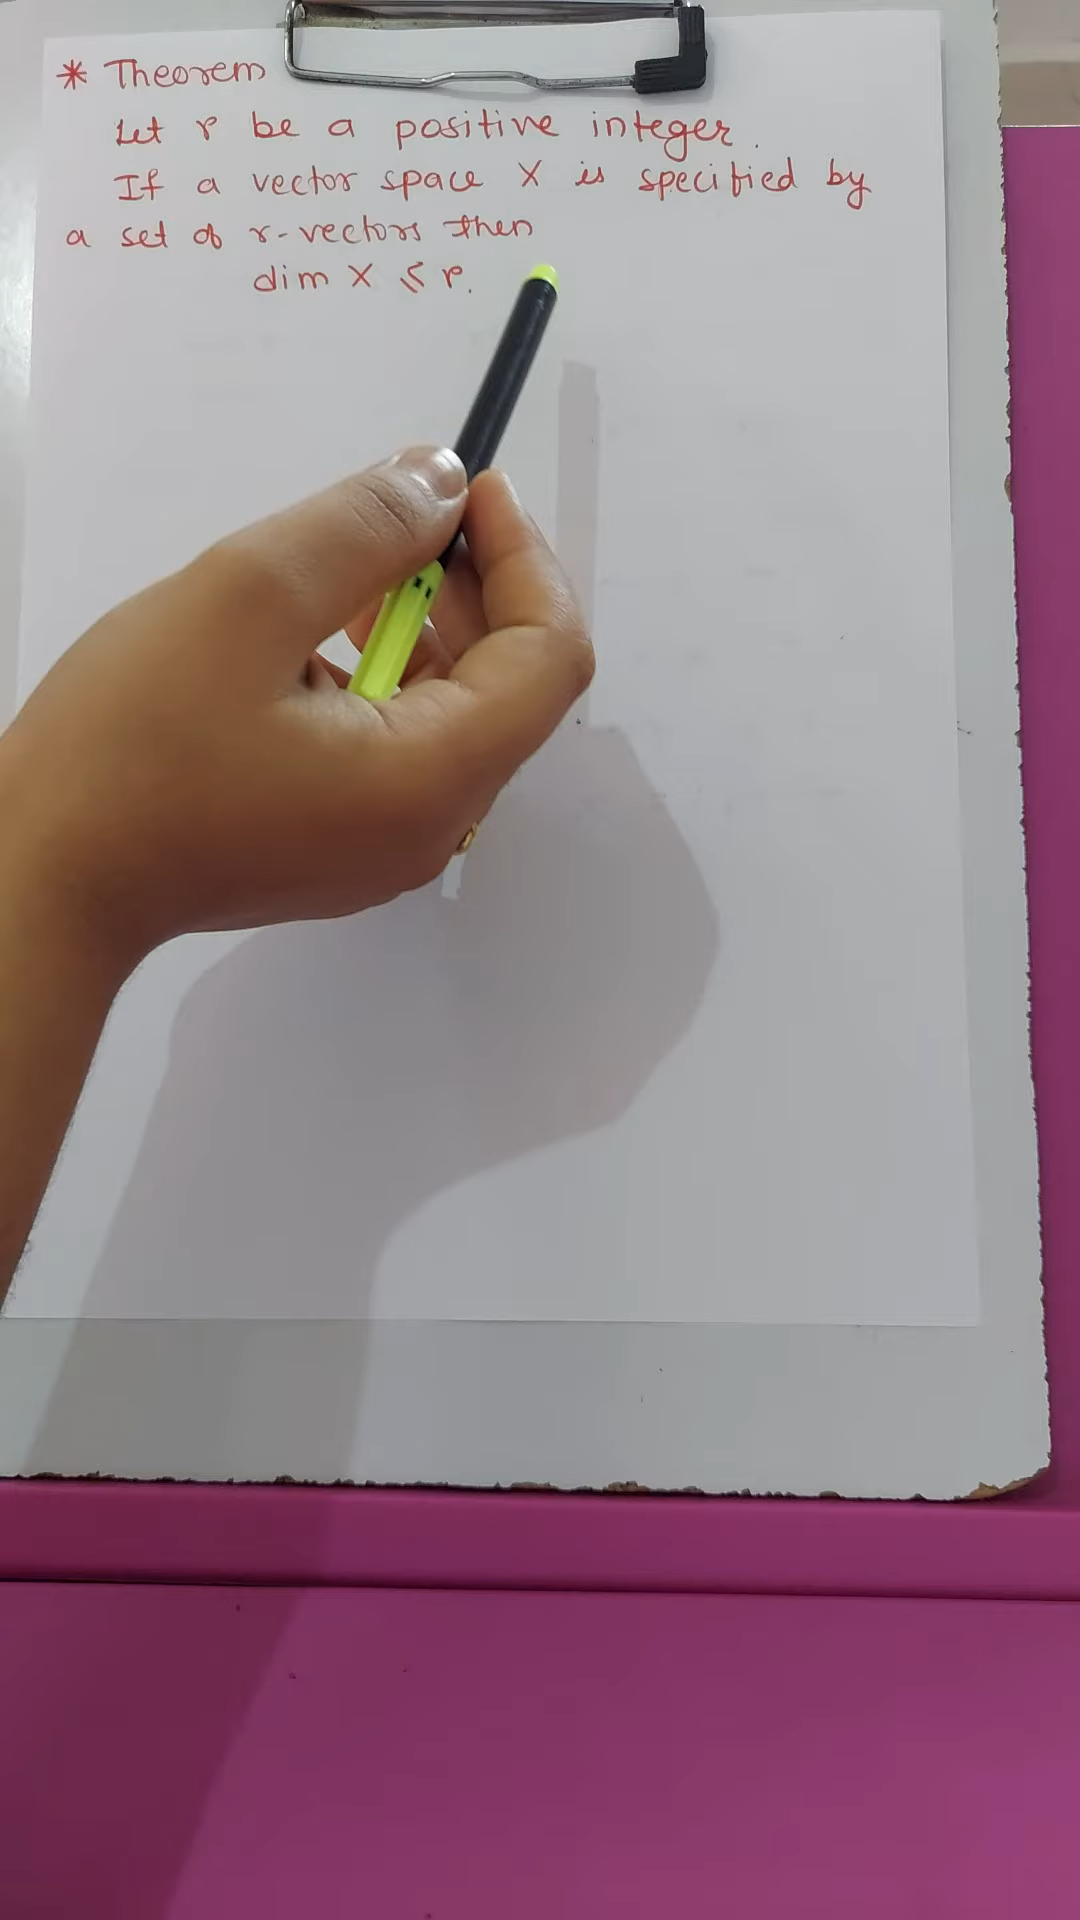 * Theorem
Let r be a positive integer.
If a vector space X is specified by
a set of r-vectors then
dim X ⩽ r.